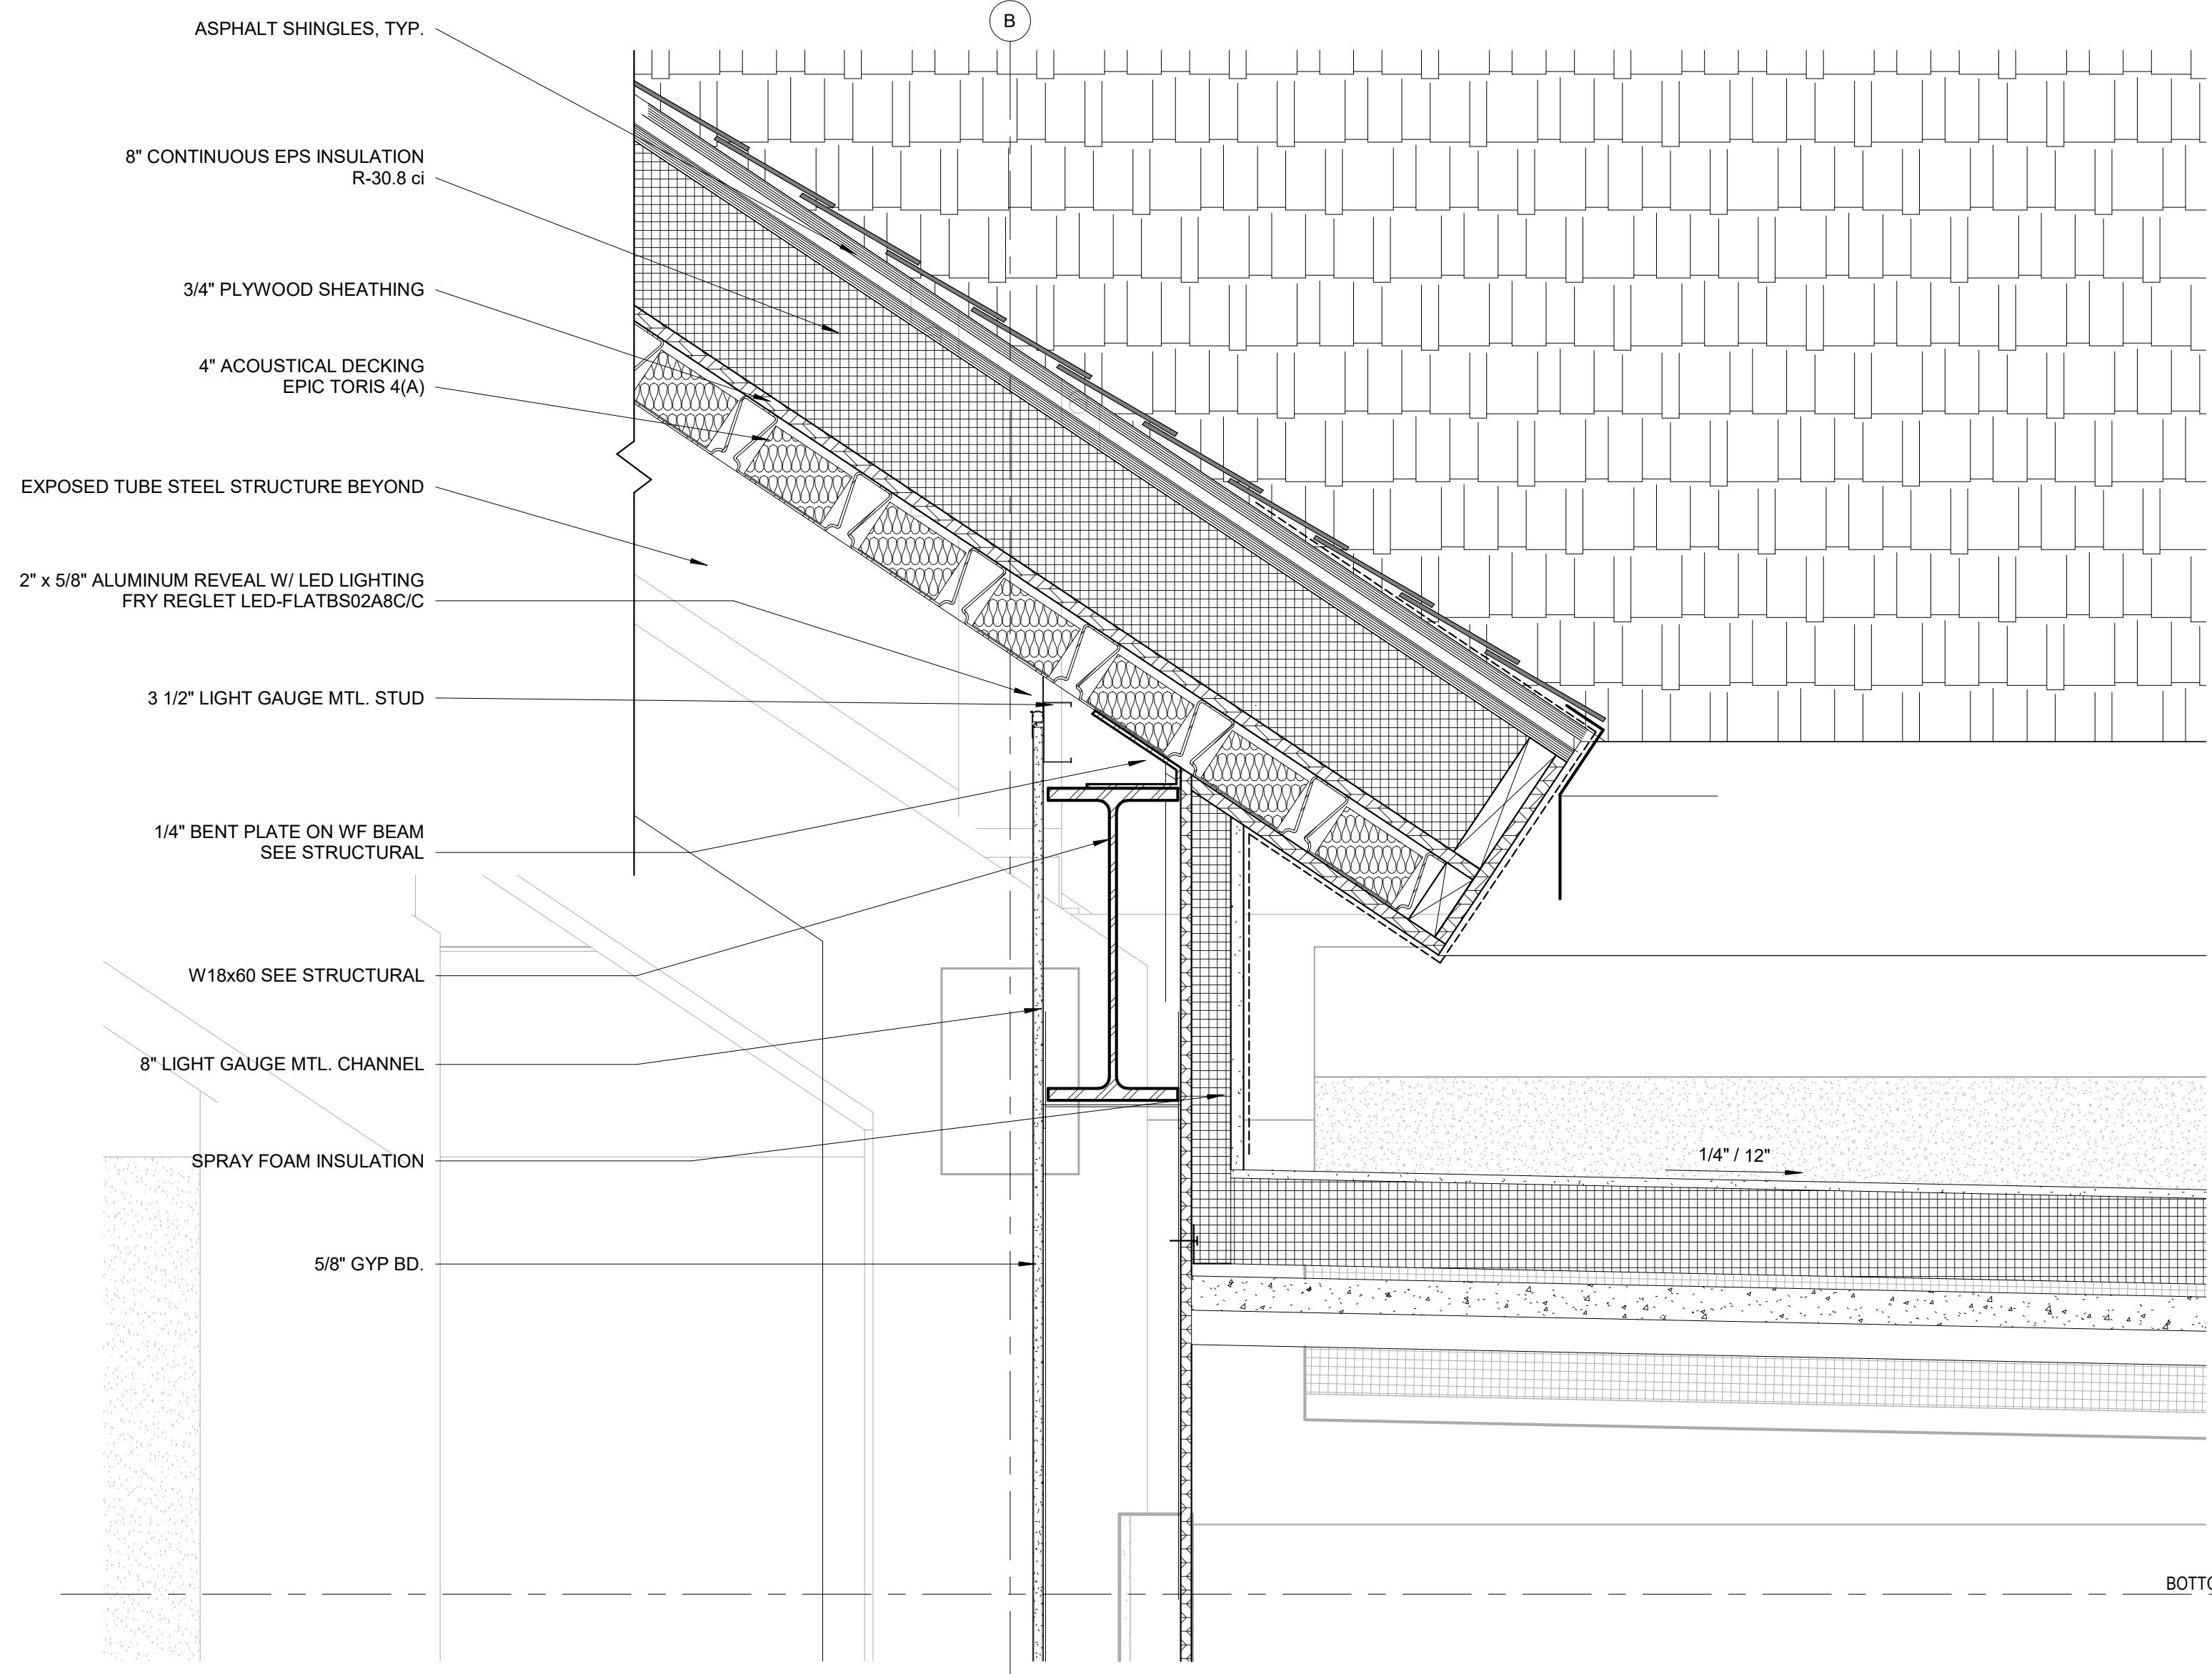 B
ASPHALT SHINGLES, TYP.
8" CONTINUOUS EPS INSULATION
R-30.8 ci
3/4" PLYWOOD SHEATHING
4" ACOUSTICAL DECKING
EPIC TORIS 4(A)
EXPOSED TUBE STEEL STRUCTURE BEYOND
2" x 5/8" ALUMINUM REVEAL W/ LED LIGHTING
FRY REGLET LED-FLATBS02A8C/C
3 1/2" LIGHT GAUGE MTL. STUD
1/4" BENT PLATE ON WF BEAM
SEE STRUCTURAL
W18x60 SEE STRUCTURAL
8" LIGHT GAUGE MTL. CHANNEL
SPRAY FOAM INSULATION
1/4" / 12"
5/8" GYP BD.